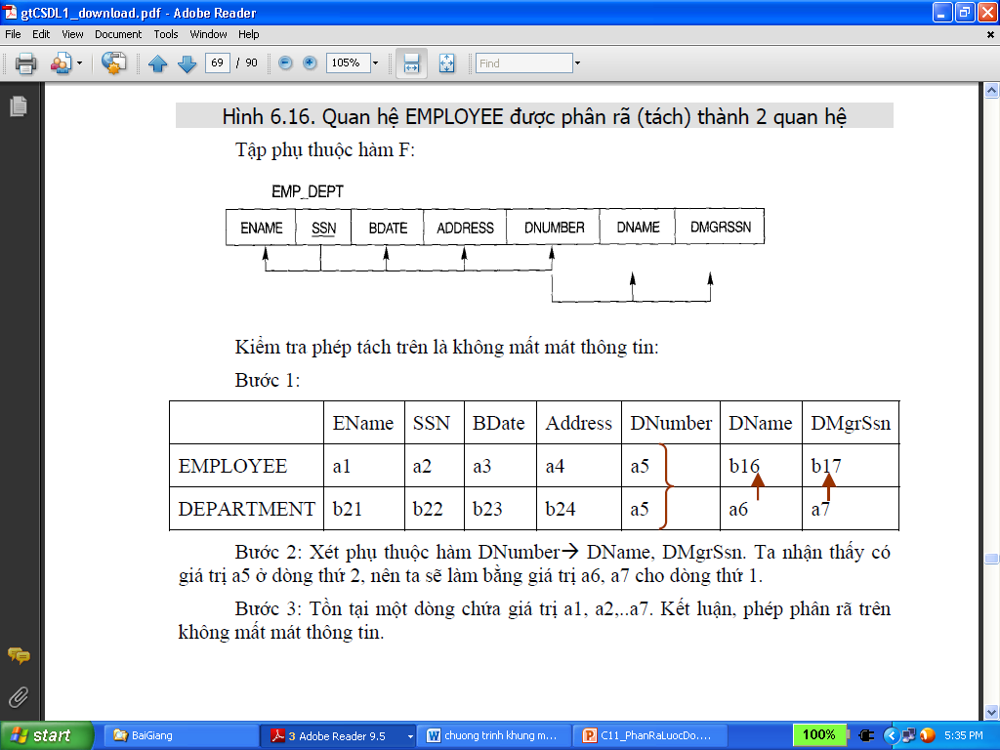 gtCSDL1_download.pdf - Adobe Reader
File Edit View Document Tools Window Help
69 / 90 105% Find
Hình 6.16. Quan hệ EMPLOYEE được phân rã (tách) thành 2 quan hệ
Tập phụ thuộc hàm F:
EMP_DEPT
ENAME SSN BDATE ADDRESS DNUMBER DNAME DMGRSSN
Kiểm tra phép tách trên là không mất mát thông tin:
Bước 1:
EName SSN BDate Address DNumber DName DMgrSsn
EMPLOYEE a1 a2 a3 a4 a5 b16 b17
DEPARTMENT b21 b22 b23 b24 a5 a6 a7
Bước 2: Xét phụ thuộc hàm DNumber→ DName, DMgrSsn. Ta nhận thấy có
giá trị a5 ở dòng thứ 2, nên ta sẽ làm bằng giá trị a6, a7 cho dòng thứ 1.
Bước 3: Tồn tại một dòng chứa giá trị a1, a2,..a7. Kết luận, phép phân rã trên
không mất mát thông tin.
start BaiGiang 3 Adobe Reader 9.5 chuong trinh khung m... C11_PhanRaLuocDo.... 100% 5:35 PM